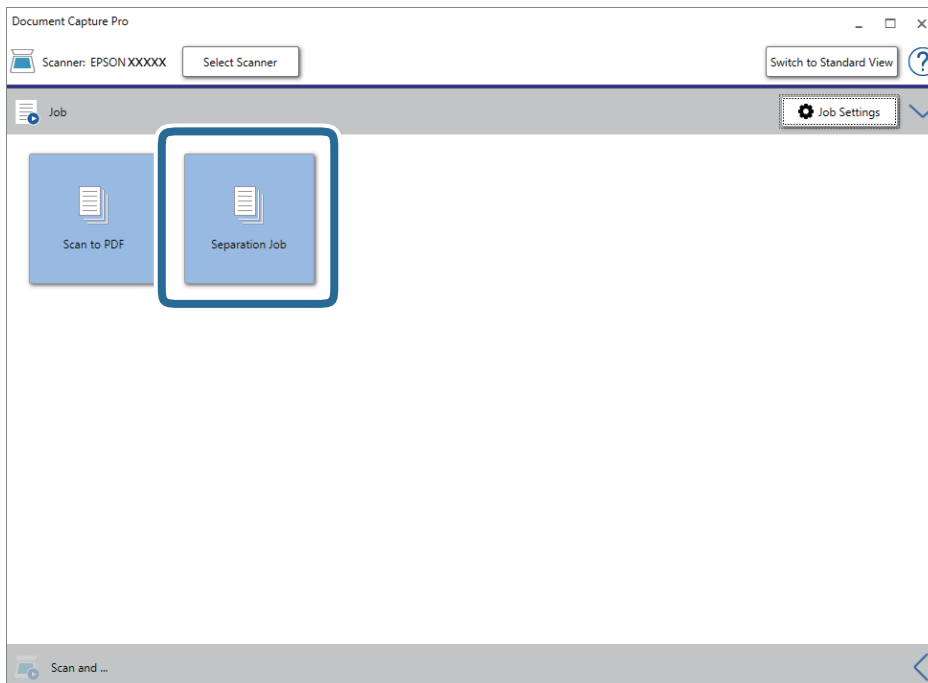 Document Capture Pro
Scanner: EPSON XXXXX
Select Scanner
Switch to Standard View
?
Job
Job Settings
Scan to PDF
Separation Job
Scan and ...